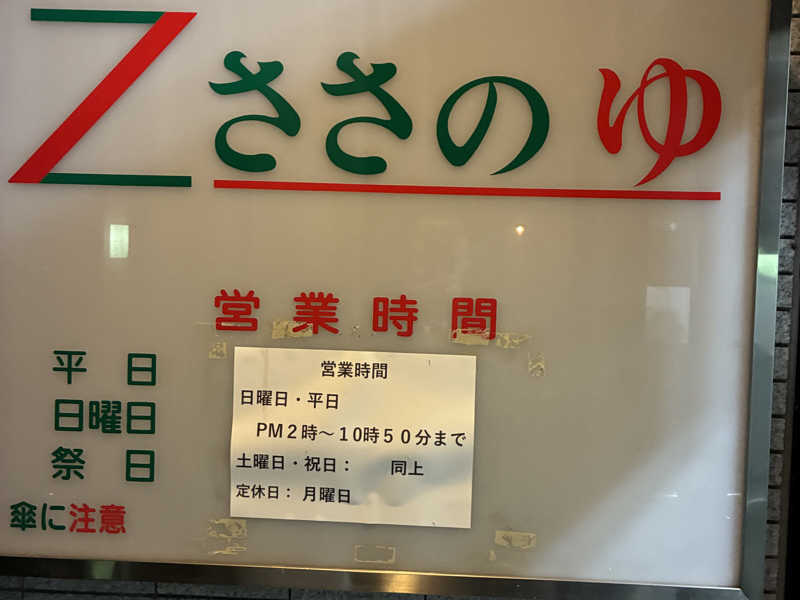 Z ささのゆ
営業時間
平日
日曜日
祭日
傘に注意
営業時間
日曜日・平日
PM2時～10時50分まで
土曜日・祝日： 同上
定休日： 月曜日